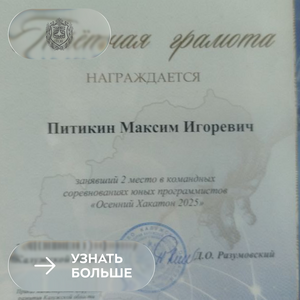 Почётная грамота
НАГРАЖДАЕТСЯ
Питикин Максим Игоревич
занявший 2 место в командных
соревнованиях юных программистов
«Осенний Хакатон 2025»
Д.О. Разумовский
УЗНАТЬ
БОЛЬШЕ